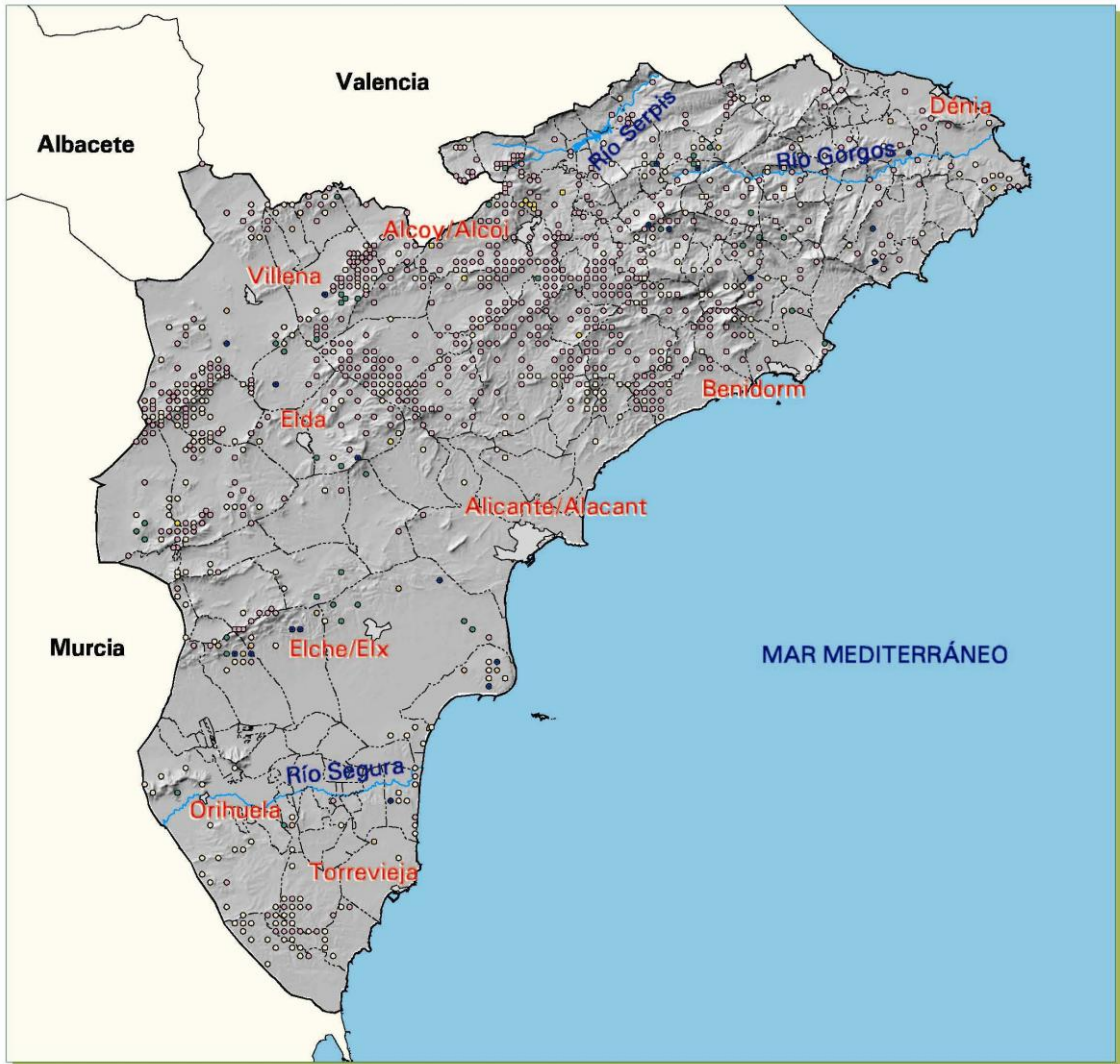 Valencia
Albacete
Dénia
Río Serpis
Río Gorgos
Alcoy/Alcoi
Villena
Benidorm
Elda
Alicante/Alacant
Murcia
Elche/Elx
MAR MEDITERRÁNEO
Río Segura
Orihuela
Torrevieja